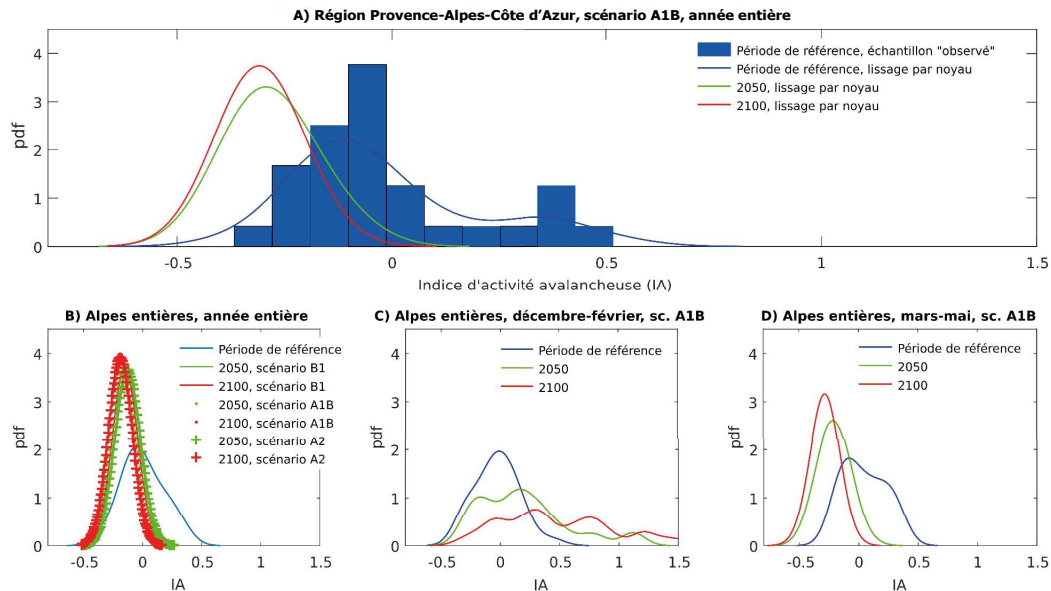 A) Région Provence-Alpes-Côte d'Azur, scénario A1B, année entière
4
3
2
1
0
pdf
Période de référence, échantillon "observé"
Période de référence, lissage par noyau
2050, lissage par noyau
2100, lissage par noyau
-0.5 0 0.5 1 1.5
Indice d'activité avalancheuse (IA)
B) Alpes entières, année entière
4
3
2
1
0
pdf
Période de référence
2050, scénario B1
2100, scénario B1
2050, scénario A1B
2100, scénario A1B
2050, scénario A2
2100, scénario A2
-0.5 0 0.5 1 1.5
IA
C) Alpes entières, décembre-février, sc. A1B
4
3
2
1
0
pdf
Période de référence
2050
2100
-0.5 0 0.5 1 1.5
IA
D) Alpes entières, mars-mai, sc. A1B
4
3
2
1
0
pdf
Période de référence
2050
2100
-0.5 0 0.5 1 1.5
IA